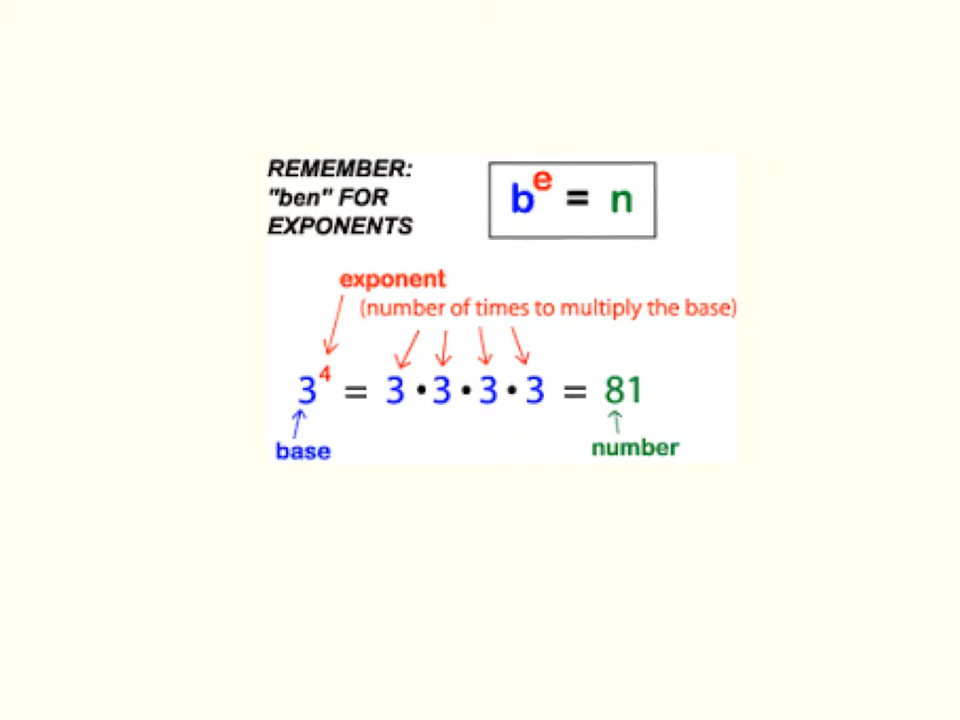 REMEMBER:
"ben" FOR
EXPONENTS
b^e = n
exponent
(number of times to multiply the base)
3^4 = 3 • 3 • 3 • 3 = 81
base
number